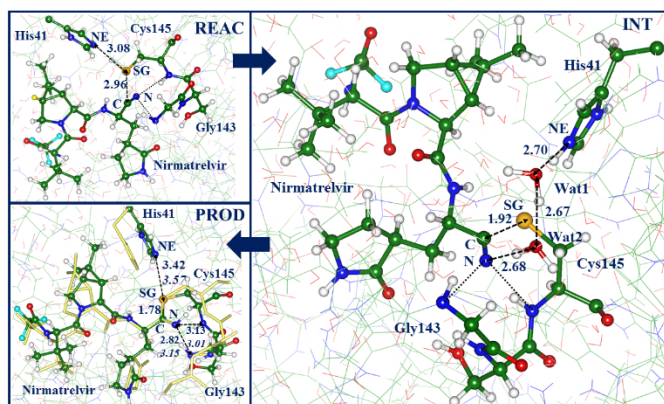 REAC
His41
NE
3.08
Cys145
SG
2.96
C
N
Gly143
Nirmatrelvir
INT
His41
NE
2.70
Nirmatrelvir
Wat1
SG
2.67
1.92
Wat2
C
N
2.68
Cys145
Gly143
PROD
His41
NE
3.42
3.57
Cys145
SG
1.78
N
C
3.13
2.82
3.01
3.15
Nirmatrelvir
Gly143